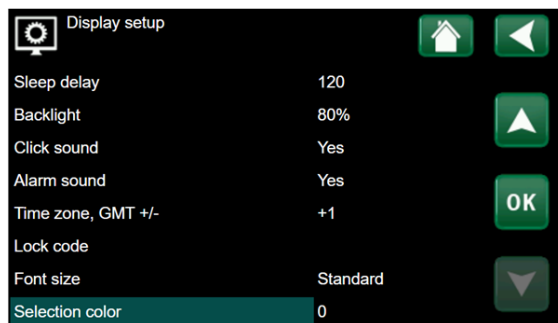 Display setup
Sleep delay 120
Backlight 80%
Click sound Yes
Alarm sound Yes
Time zone, GMT +/- +1
OK
Lock code
Font size Standard
Selection color 0